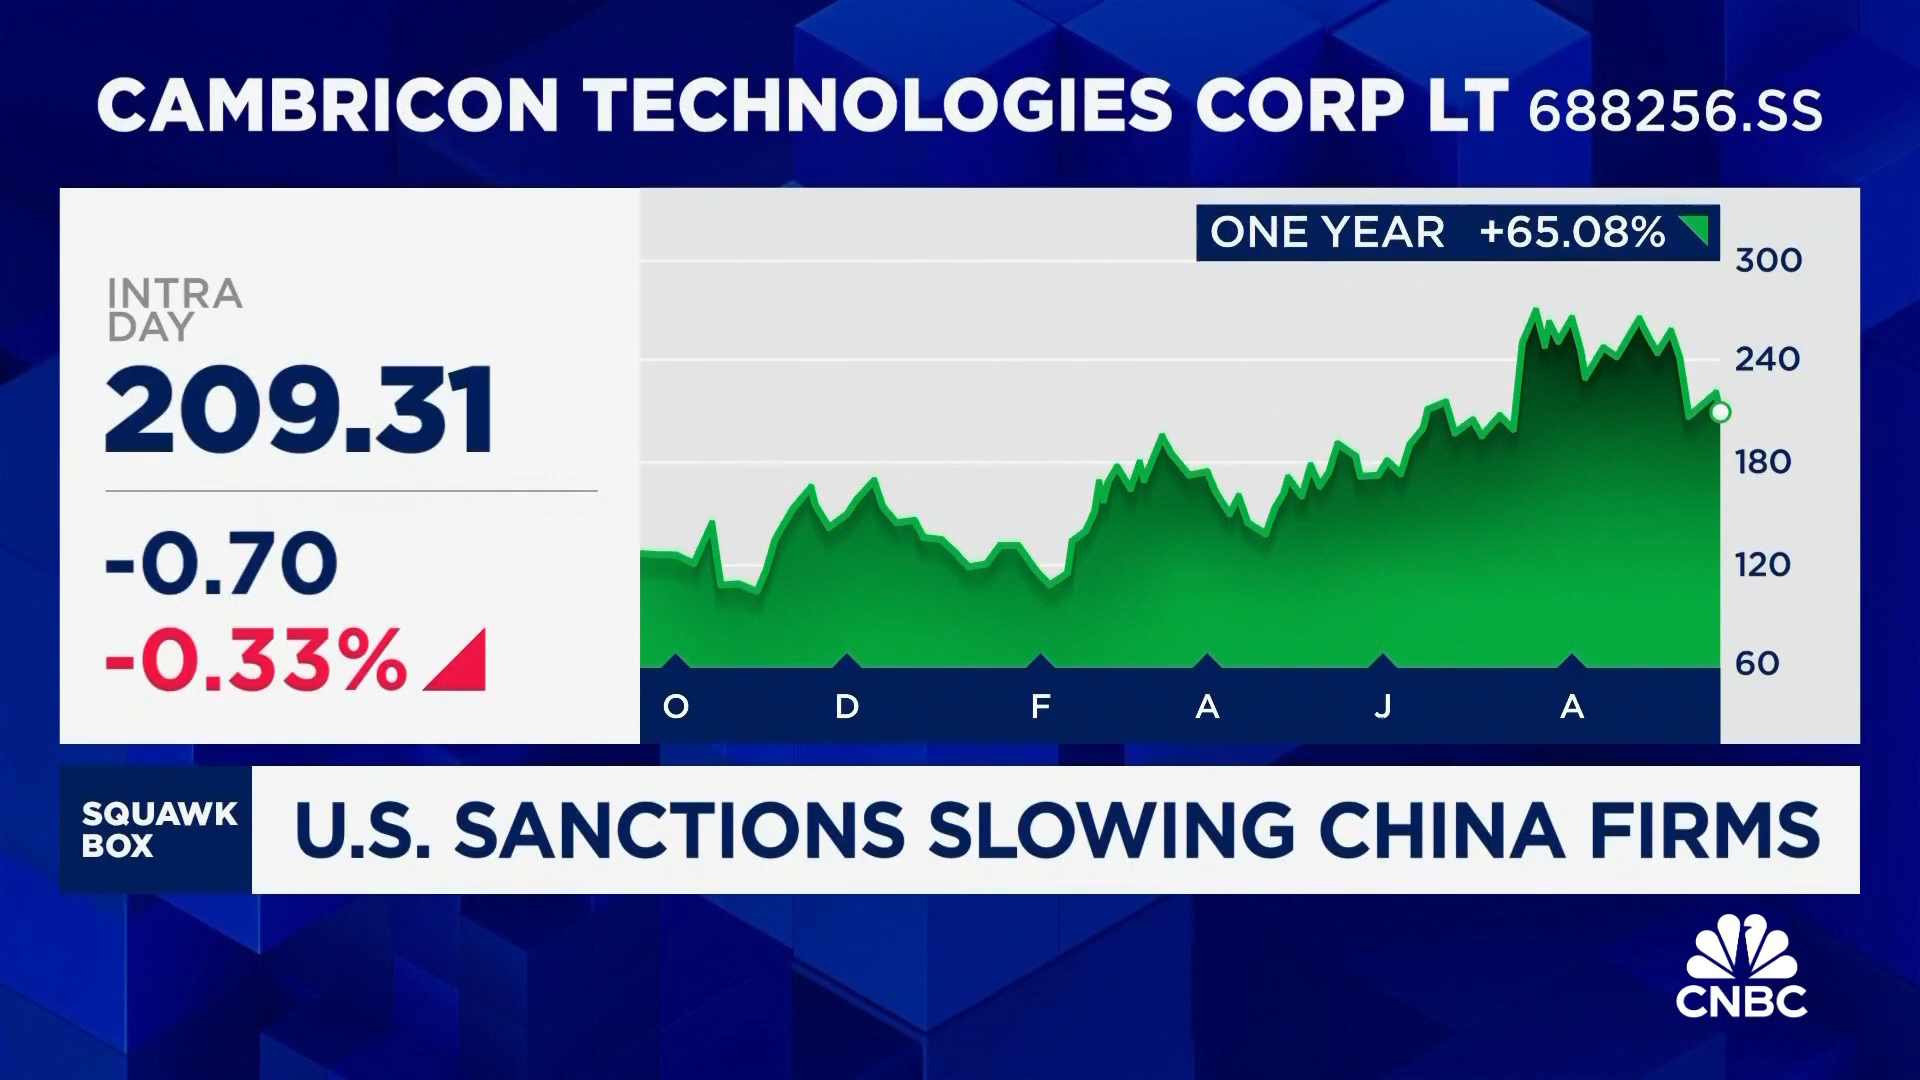 CAMBRICON TECHNOLOGIES CORP LT 688256.SS
INTRA
DAY
209.31
-0.70
-0.33%
ONE YEAR +65.08%
300
240
180
120
60
O D F A J A
SQUAWK
BOX
U.S. SANCTIONS SLOWING CHINA FIRMS
CNBC